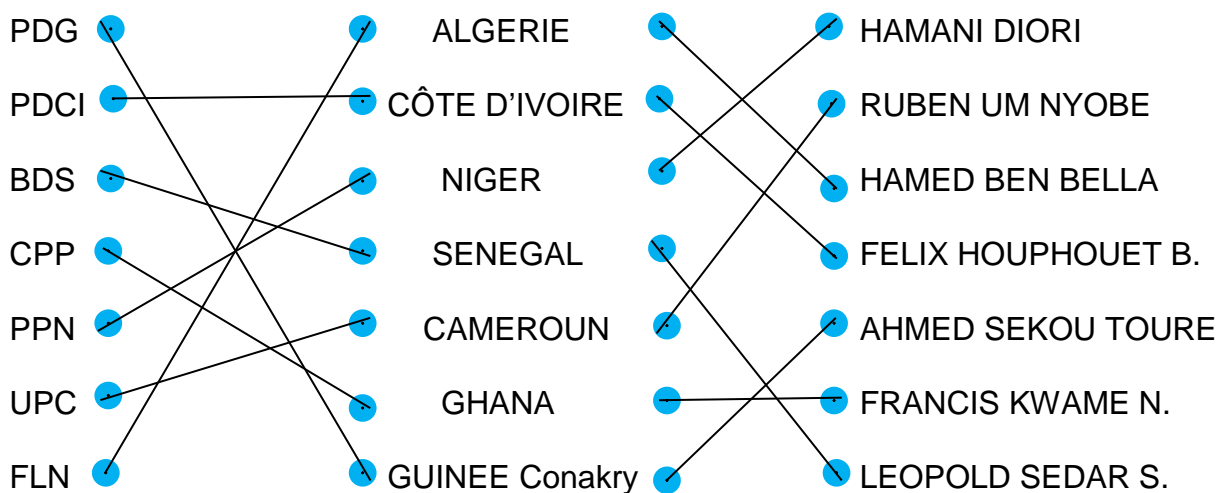 PDG ALGERIE HAMANI DIORI
PDCI CÔTE D’IVOIRE RUBEN UM NYOBE
BDS NIGER HAMED BEN BELLA
CPP SENEGAL FELIX HOUPHOUET B.
PPN CAMEROUN AHMED SEKOU TOURE
UPC GHANA FRANCIS KWAME N.
FLN GUINEE Conakry LEOPOLD SEDAR S.